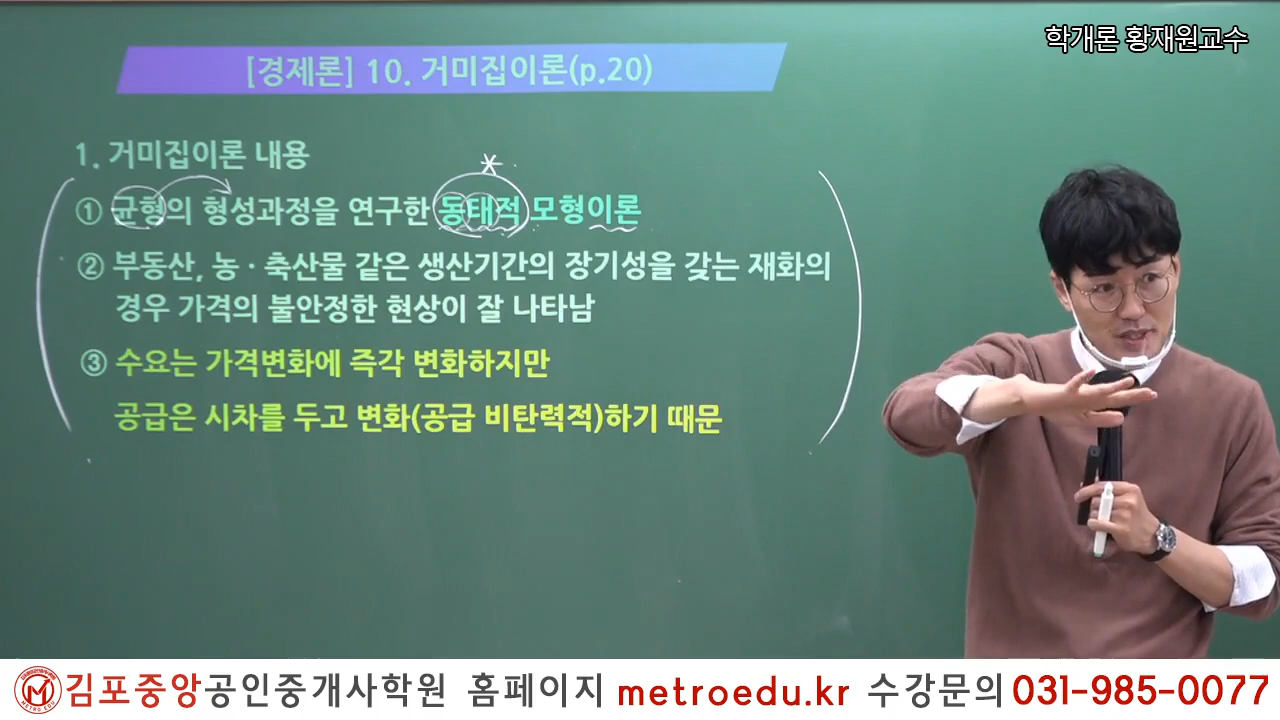 학개론 황재원교수
[경제론] 10. 거미집이론(p.20)
1. 거미집이론 내용
① 균형의 형성과정을 연구한 동태적 모형이론
② 부동산, 농·축산물 같은 생산기간의 장기성을 갖는 재화의
경우 가격의 불안정한 현상이 잘 나타남
③ 수요는 가격변화에 즉각 변화하지만
공급은 시차를 두고 변화(공급 비탄력적)하기 때문
METRO EDU
김포중앙공인중개사학원 홈페이지 metroedu.kr 수강문의 031-985-0077